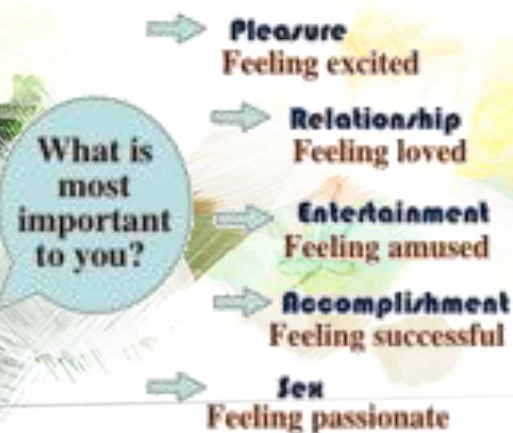 What is
most
important
to you?
Pleasure
Feeling excited
Relationship
Feeling loved
Entertainment
Feeling amused
Accomplishment
Feeling successful
Sex
Feeling passionate